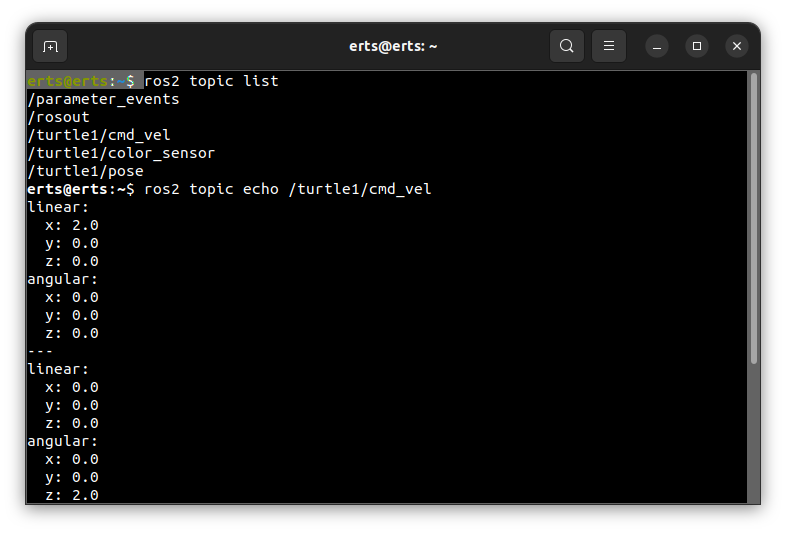 erts@erts: ~
erts@erts:~$ ros2 topic list
/parameter_events
/rosout
/turtle1/cmd_vel
/turtle1/color_sensor
/turtle1/pose
erts@erts:~$ ros2 topic echo /turtle1/cmd_vel
linear:
  x: 2.0
  y: 0.0
  z: 0.0
angular:
  x: 0.0
  y: 0.0
  z: 0.0
---
linear:
  x: 0.0
  y: 0.0
  z: 0.0
angular:
  x: 0.0
  y: 0.0
  z: 2.0